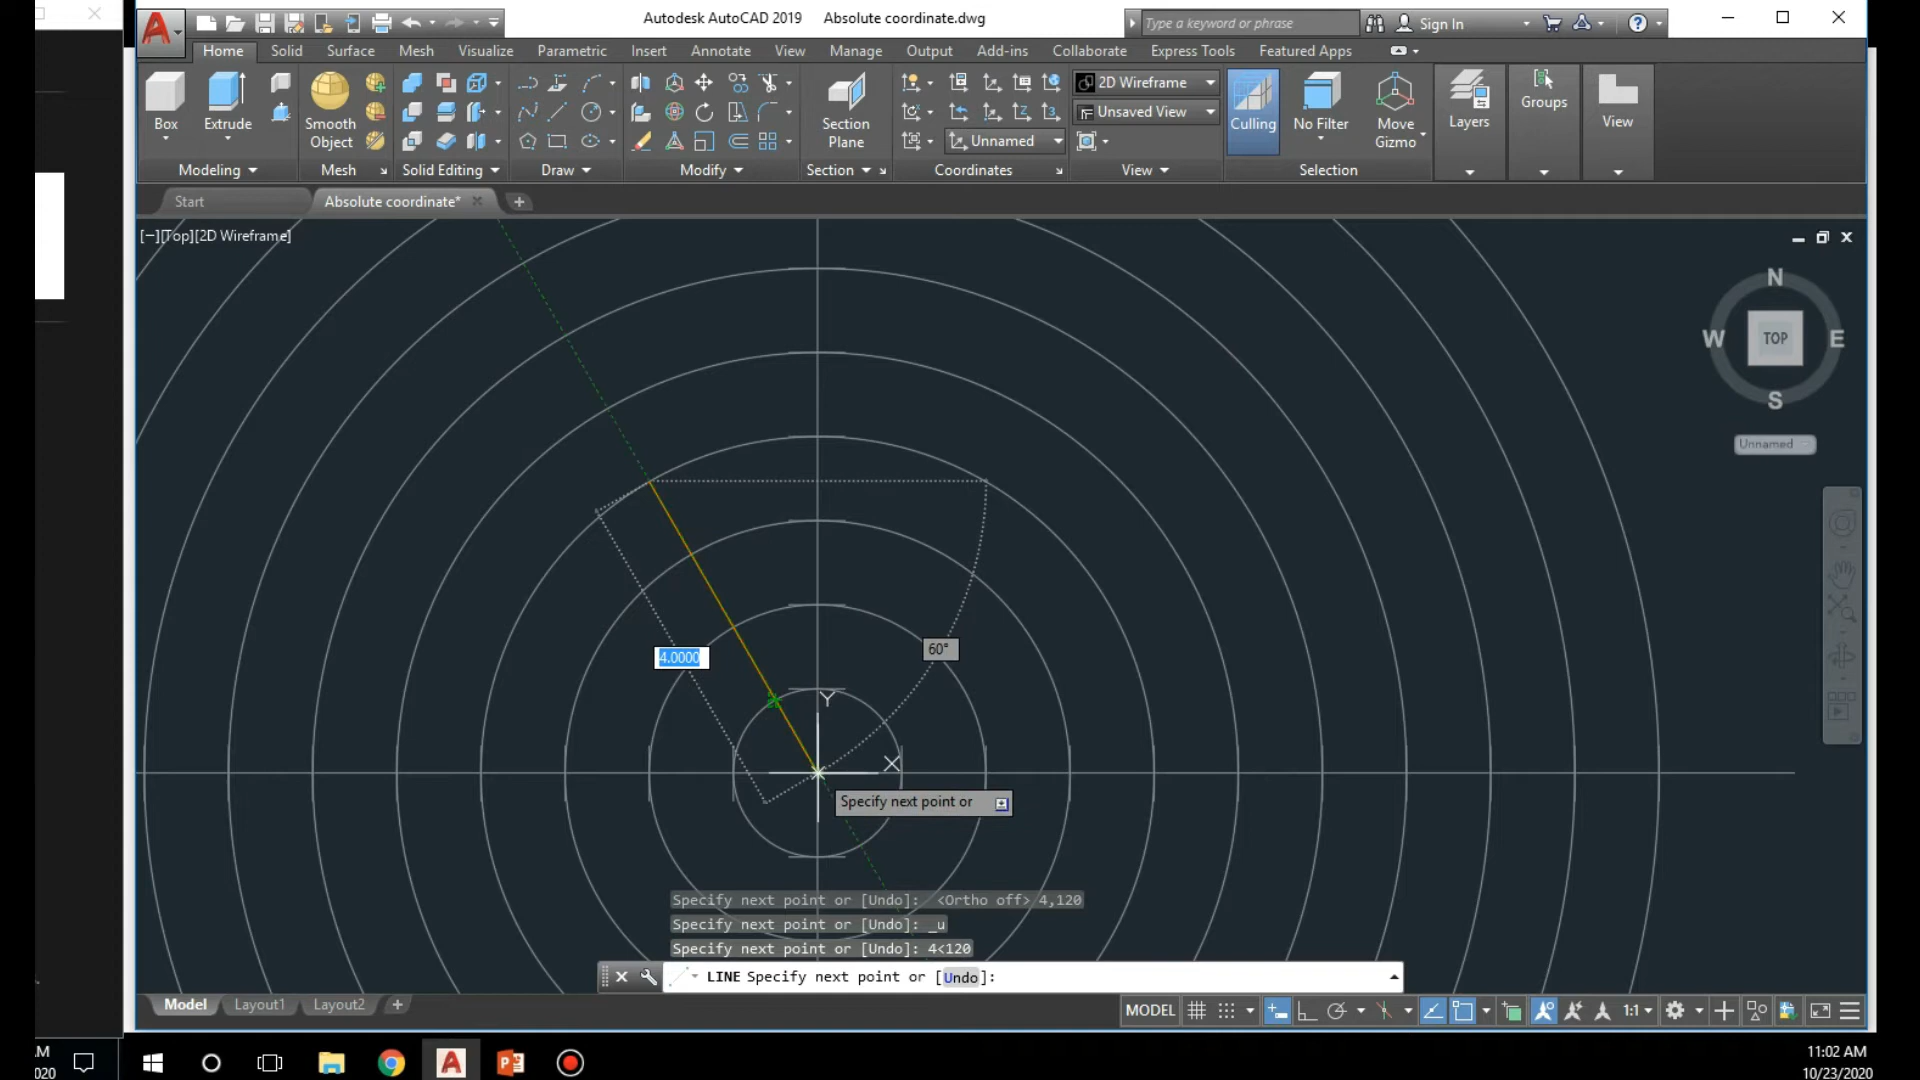 Autodesk AutoCAD 2019 Absolute coordinate.dwg
Type a keyword or phrase
Sign In
Home Solid Surface Mesh Visualize Parametric Insert Annotate View Manage Output Add-ins Collaborate Express Tools Featured Apps
Box
Extrude
Smooth
Object
Section
Plane
Unnamed
2D Wireframe
Unsaved View
Culling
No Filter
Move
Gizmo
Layers
Groups
View
Modeling Mesh Solid Editing Draw Modify Section Coordinates View Selection
Start Absolute coordinate*
[−][Top][2D Wireframe]
N
W TOP E
S
Unnamed
60°
4.0000
Y
X
Specify next point or
Specify next point or [Undo]: <Ortho off> 4,120
Specify next point or [Undo]: _u
Specify next point or [Undo]: 4<120
LINE Specify next point or [Undo]:
Model Layout1 Layout2
MODEL
1:1
AM
020
11:02 AM
10/23/2020